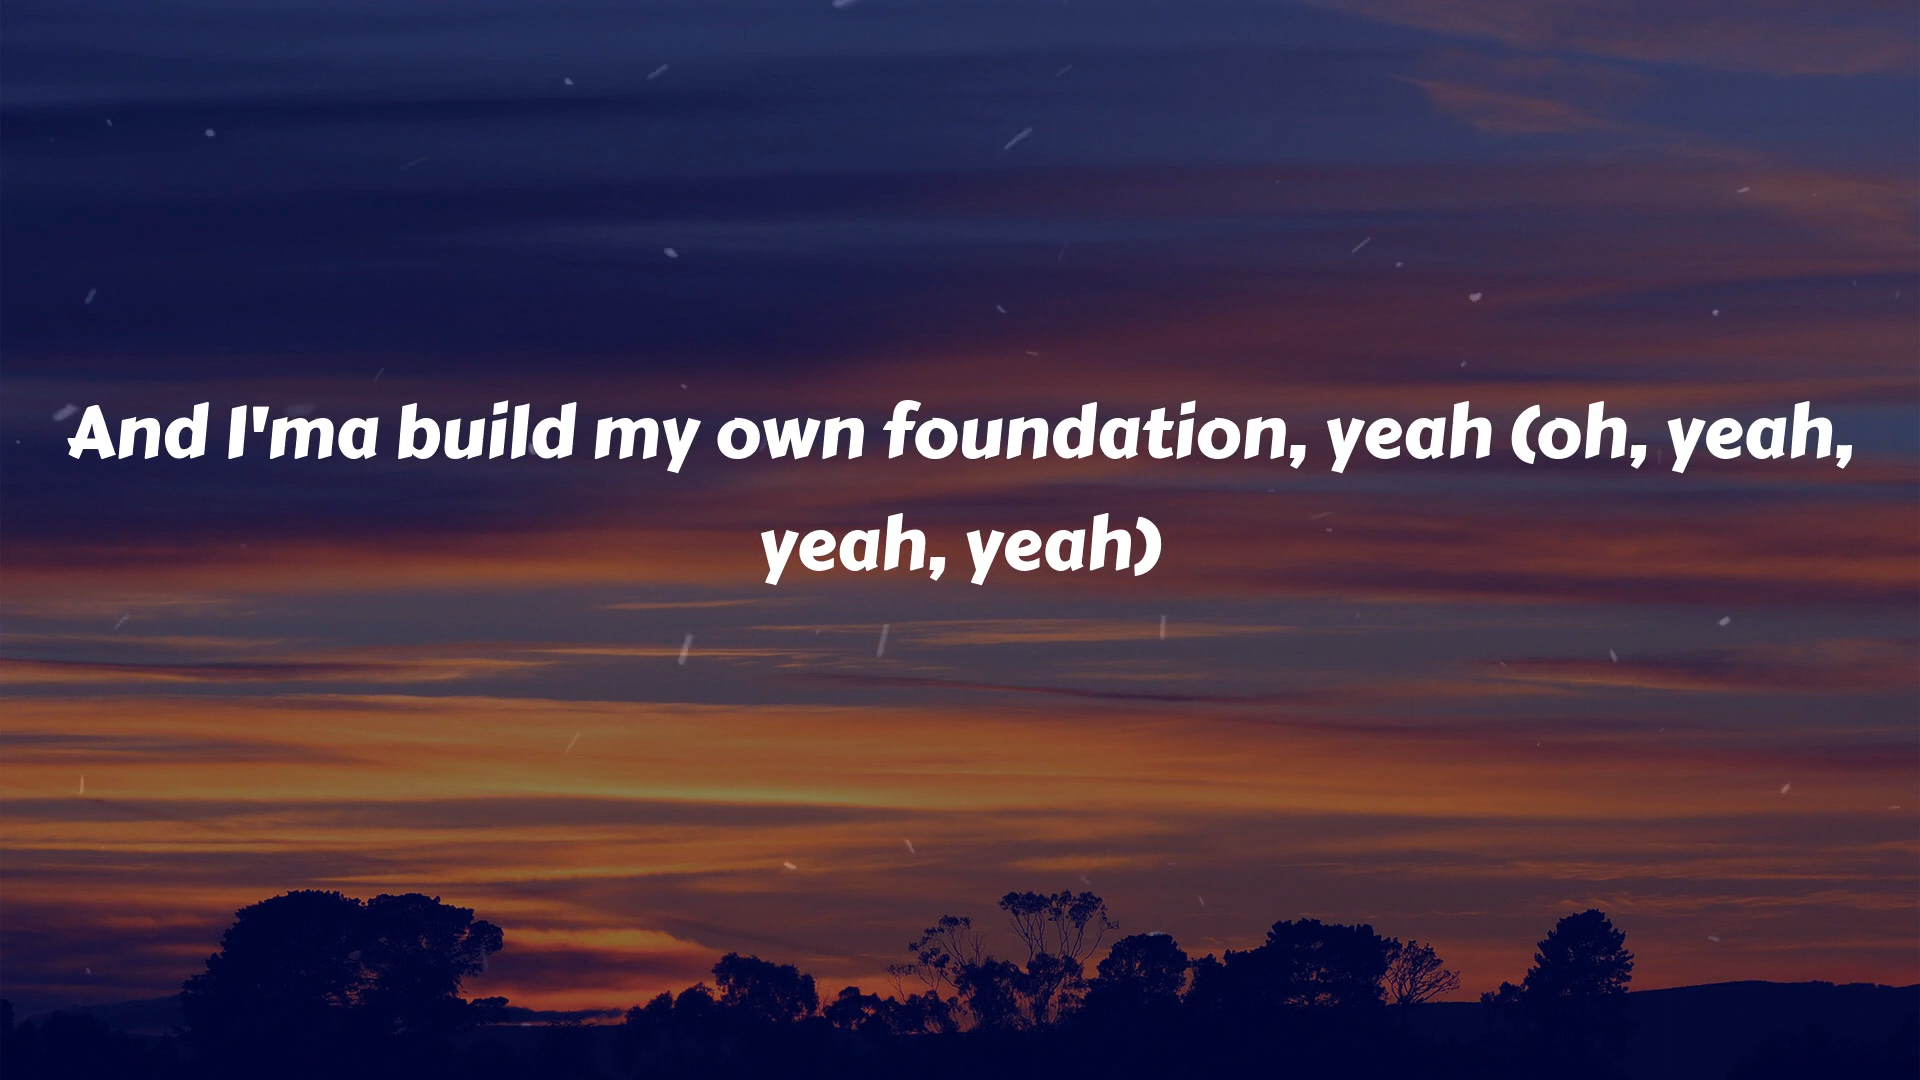 And I'ma build my own foundation, yeah (oh, yeah,
yeah, yeah)